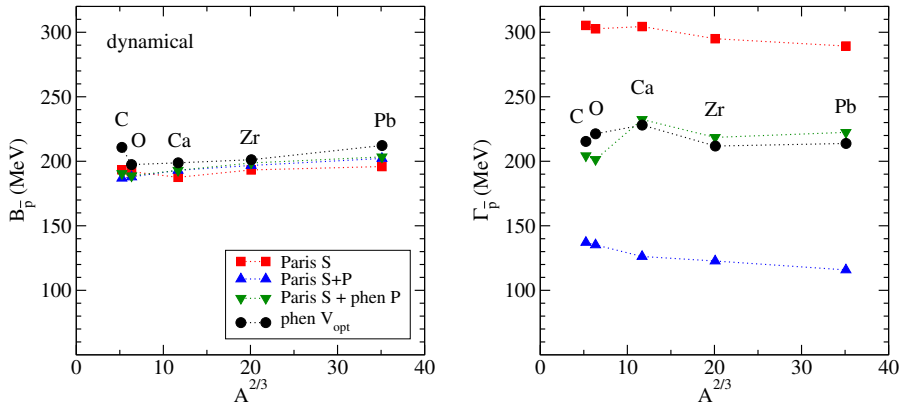 dynamical
C
O
Ca
Zr
Pb
300
250
200
150
100
B_p̄ (MeV)
Paris S
Paris S+P
Paris S + phen P
phen V_opt
0 10 20 30 40
A^2/3
C
O
Ca
Zr
Pb
300
250
200
150
100
Γ_p̄ (MeV)
0 10 20 30 40
A^2/3